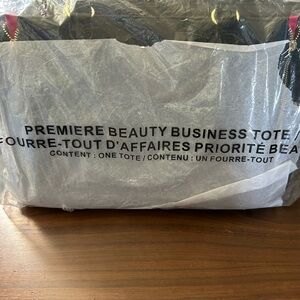 PREMIERE BEAUTY BUSINESS TOTE
FOURRE-TOUT D'AFFAIRES PRIORITÉ BEA
CONTENT : ONE TOTE / CONTENU : UN FOURRE-TOUT